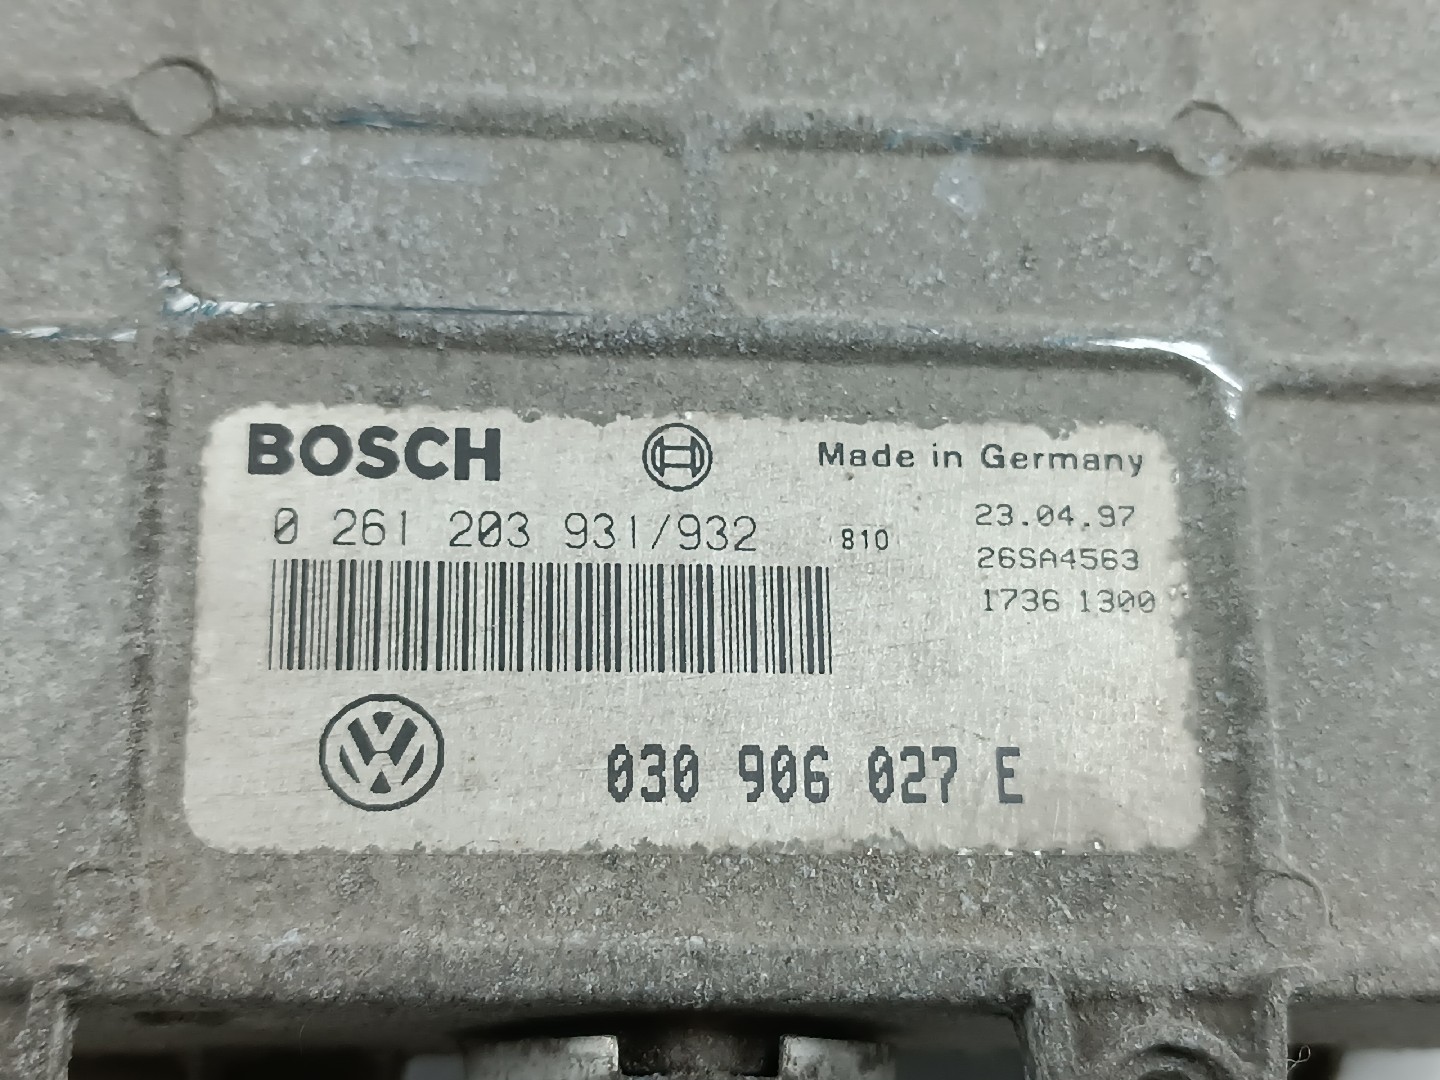 BOSCH
Made in Germany
0 261 203 931/932
810
23.04.97
26SA4563
1736 1300
030 906 027 E